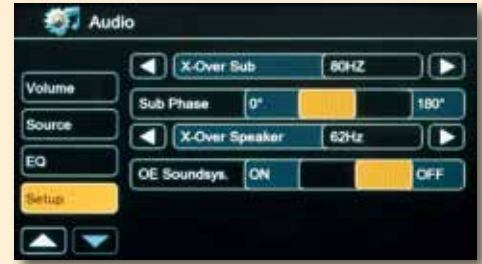 Audio
X-Over Sub 80HZ
Volume
Sub Phase 0° 180°
Source
X-Over Speaker 62Hz
EQ
OE Soundsys. ON OFF
Setup